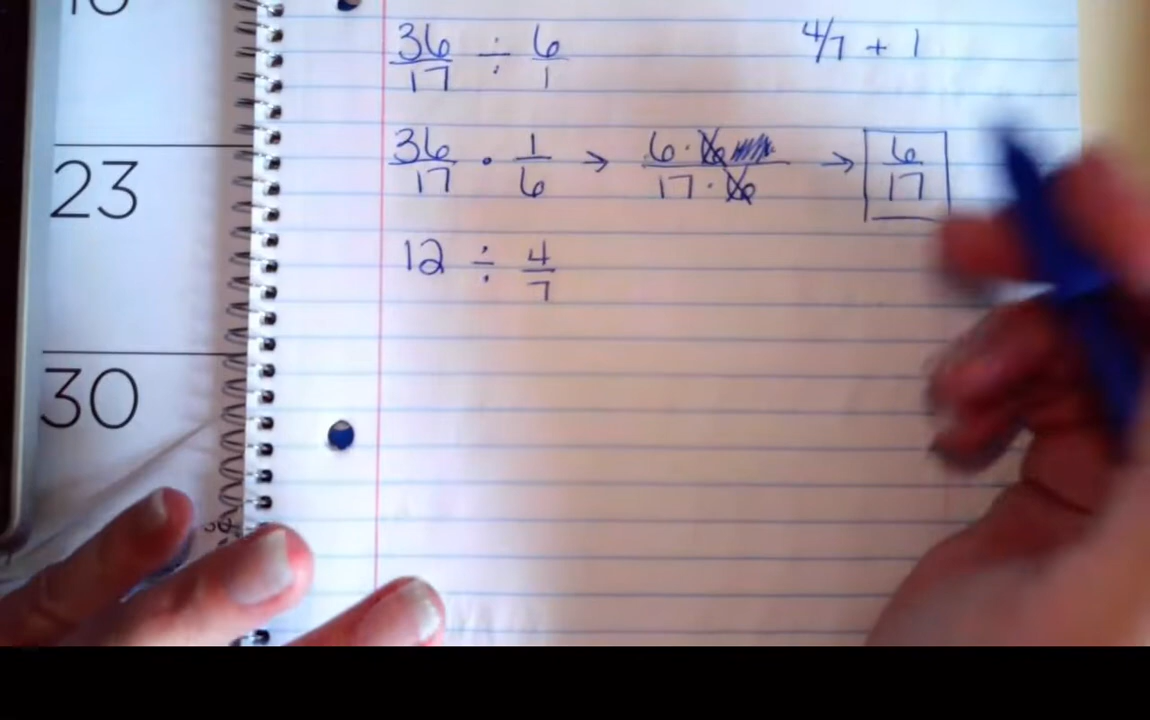 36/17 ÷ 6/1
4/7 + 1
36/17 · 1/6 → 6 · 6/17 · 6 → 6/17
12 ÷ 4/7
23
30